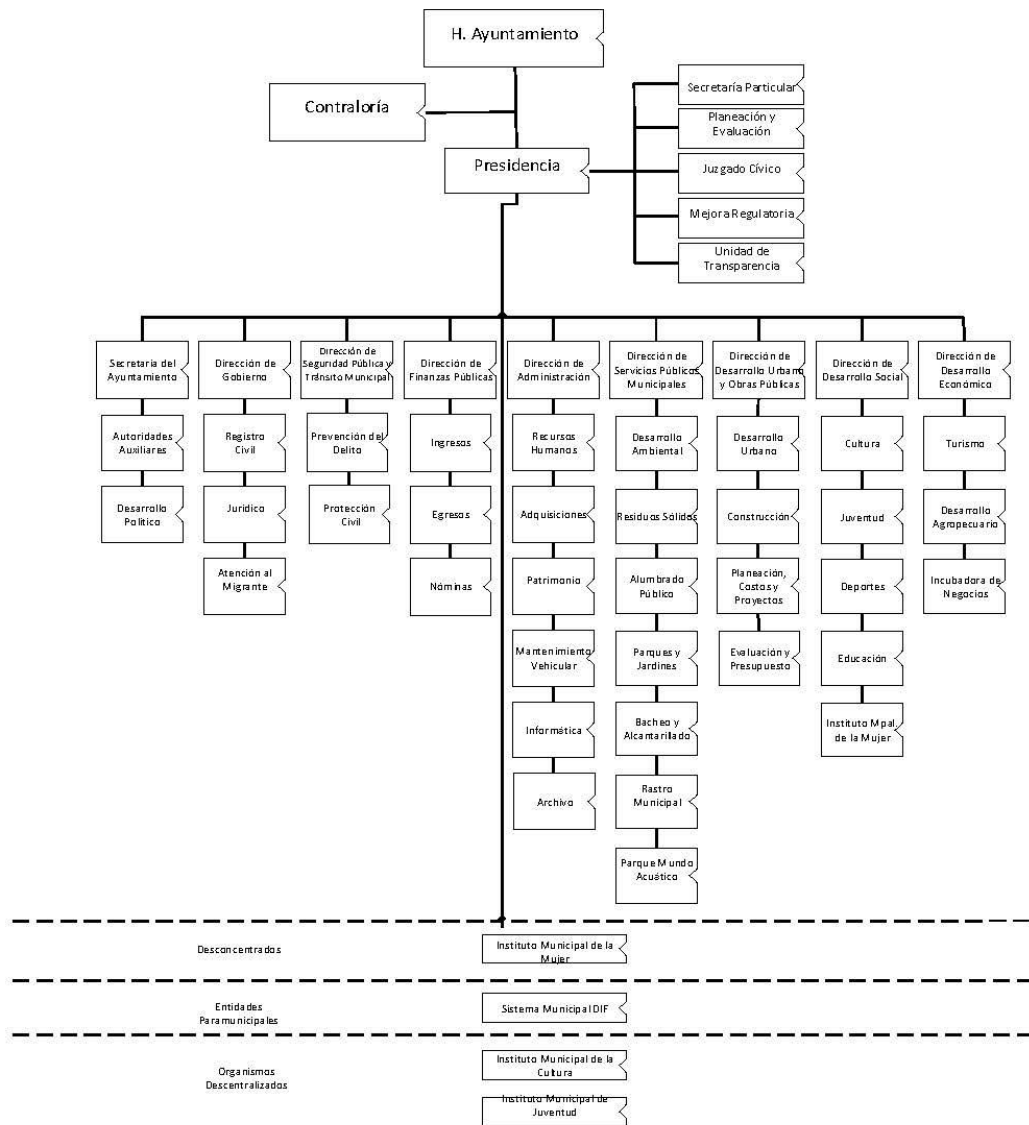 H. Ayuntamiento
Contraloría
Presidencia
Secretaría Particular
Planeación y
Evaluación
Juzgado Cívico
Mejora Regulatoria
Unidad de
Transparencia
Secretaría del
Ayuntamiento
Autoridades
Auxiliares
Desarrollo
Político
Dirección de
Gobierno
Registro
Civil
Jurídico
Atención al
Migrante
Dirección de
Seguridad Pública y
Tránsito Municipal
Prevención del
Delito
Protección
Civil
Dirección de
Finanzas Públicas
Ingresos
Egresos
Nóminas
Dirección de
Administración
Recursos
Humanos
Adquisiciones
Patrimonio
Mantenimiento
Vehicular
Informática
Archivo
Dirección de
Servicios Públicos
Municipales
Desarrollo
Ambiental
Residuos Sólidos
Alumbrado
Público
Parques y
Jardines
Bacheo y
Alcantarillado
Rastro
Municipal
Parque Mundo
Acuático
Dirección de
Desarrollo Urbano
y Obras Públicas
Desarrollo
Urbano
Construcción
Planeación,
Costos y
Proyectos
Evaluación y
Presupuesto
Dirección de
Desarrollo Social
Cultura
Juventud
Deportes
Educación
Instituto Mpal.
de la Mujer
Dirección de
Desarrollo
Económico
Turismo
Desarrollo
Agropecuario
Incubadora de
Negocios
Desconcentrados
Instituto Municipal de la
Mujer
Entidades
Paramunicipales
Sistema Municipal DIF
Organismos
Descentralizados
Instituto Municipal de la
Cultura
Instituto Municipal de
Juventud